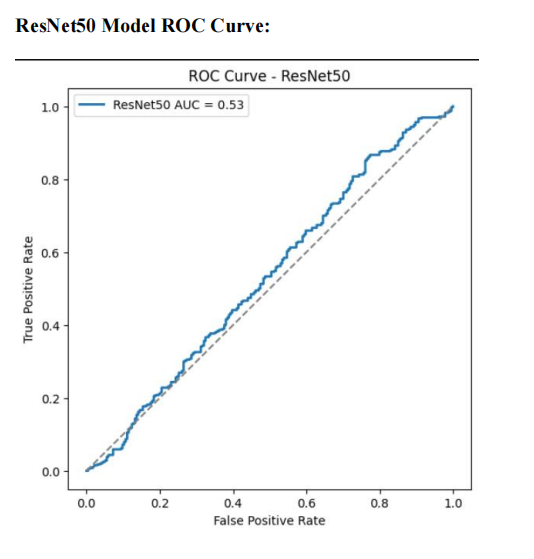 ResNet50 Model ROC Curve:
ROC Curve - ResNet50
ResNet50 AUC = 0.53
True Positive Rate
1.0
0.8
0.6
0.4
0.2
0.0
0.0 0.2 0.4 0.6 0.8 1.0
False Positive Rate